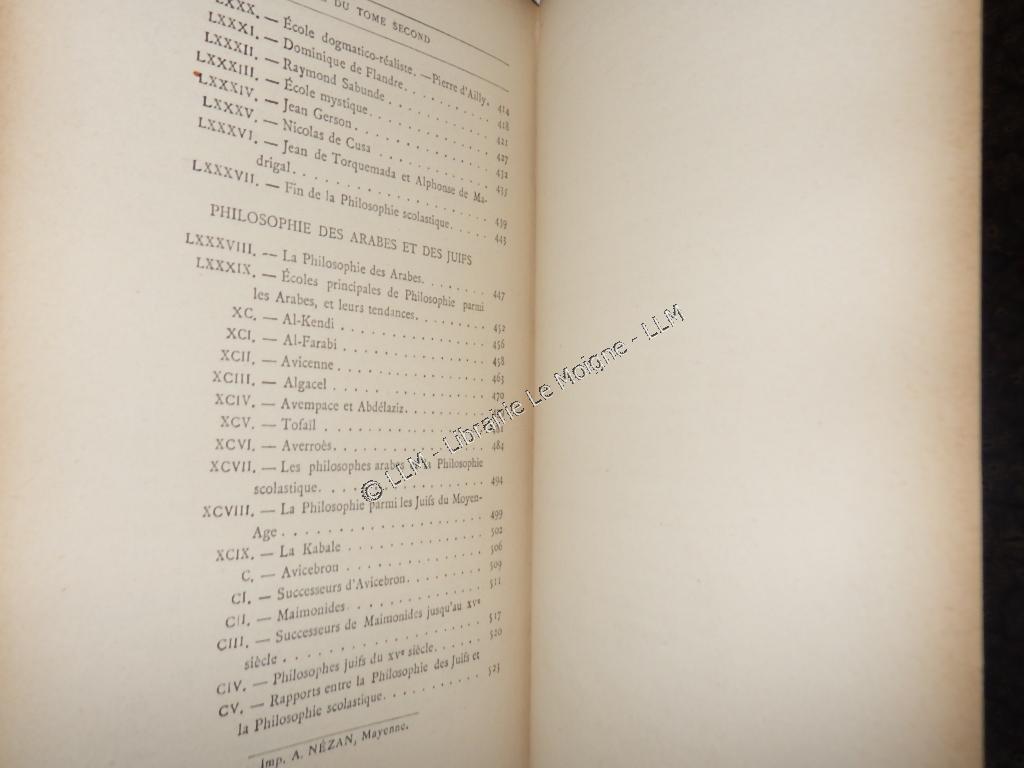 DU TOME SECOND
LXXX. — École dogmatico-réaliste. — Pierre d'Ailly. 414
LXXXI. — Dominique de Flandre. 418
LXXXII. — Raymond Sabunde 421
LXXXIII. — École mystique. 427
LXXXIV. — Jean Gerson. 432
LXXXV. — Nicolas de Cusa 435
LXXXVI. — Jean de Torquemada et Alphonse de Ma-
drigal. 439
LXXXVII. — Fin de la Philosophie scolastique. 443
PHILOSOPHIE DES ARABES ET DES JUIFS
LXXXVIII. — La Philosophie des Arabes. 447
LXXXIX. — Écoles principales de Philosophie parmi
les Arabes, et leurs tendances. 452
XC. — Al-Kendi 456
XCI. — Al-Farabi 458
XCII. — Avicenne 463
XCIII. — Algacel 470
XCIV. — Avempace et Abdélaziz.
XCV. — Tofaïl 481
XCVI. — Averroès. 484
XCVII. — Les philosophes arabes Philosophie
scolastique. 494
XCVIII. — La Philosophie parmi les Juifs du Moyen-
Age 499
XCIX. — La Kabale 502
C. — Avicebron 506
CI. — Successeurs d'Avicebron. 509
CII. — Maimonides. 511
CIII. — Successeurs de Maimonides jusqu'au XVe
siècle 517
CIV. — Philosophes juifs du XVe siècle. 520
CV. — Rapports entre la Philosophie des Juifs et
la Philosophie scolastique. 523
Imp. A. NÉZAN, Mayenne.
© LLM - Librairie Le Moigne - LLM